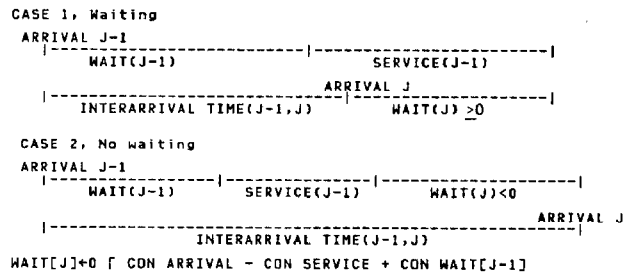 CASE 1, Waiting
ARRIVAL J-1
|---------------------------|-------------------------|
WAIT(J-1) SERVICE(J-1)
ARRIVAL J
|-------------------------------|---------------------|
INTERARRIVAL TIME(J-1,J) WAIT(J) ≥0
CASE 2, No waiting
ARRIVAL J-1
|------------------|----------------|---------------------|
WAIT(J-1) SERVICE(J-1) WAIT(J)<0
ARRIVAL J
|---------------------------------------------------------|
INTERARRIVAL TIME(J-1,J)
WAIT[J]←0 ⌈ CON ARRIVAL - CON SERVICE + CON WAIT[J-1]